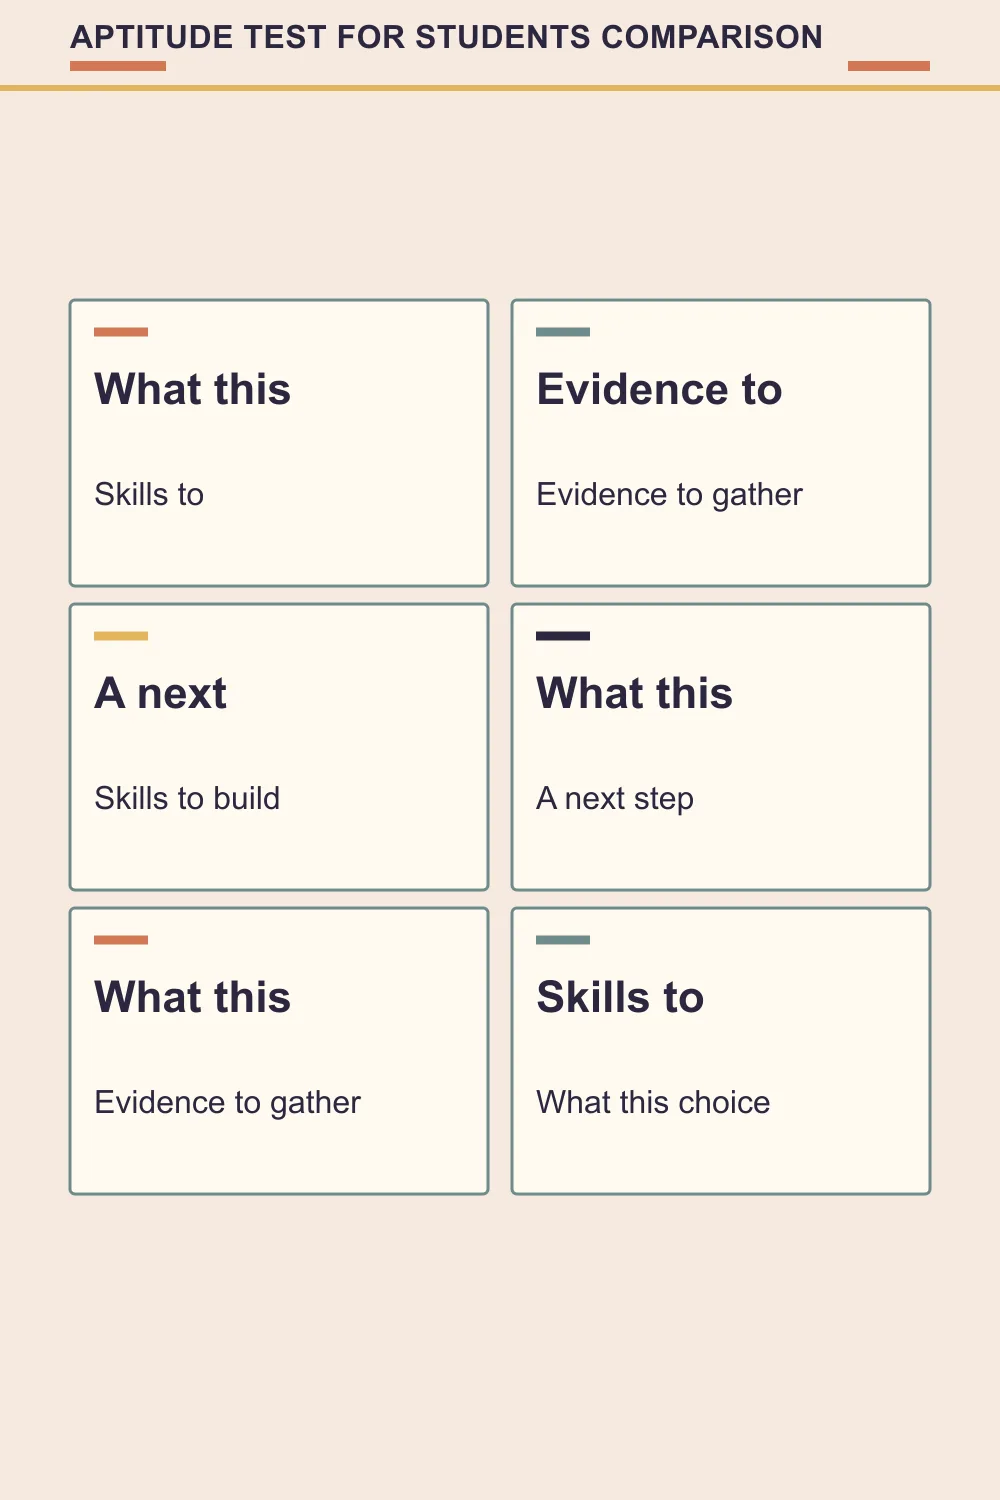 APTITUDE TEST FOR STUDENTS COMPARISON
What this
Skills to
Evidence to
Evidence to gather
A next
Skills to build
What this
A next step
What this
Evidence to gather
Skills to
What this choice